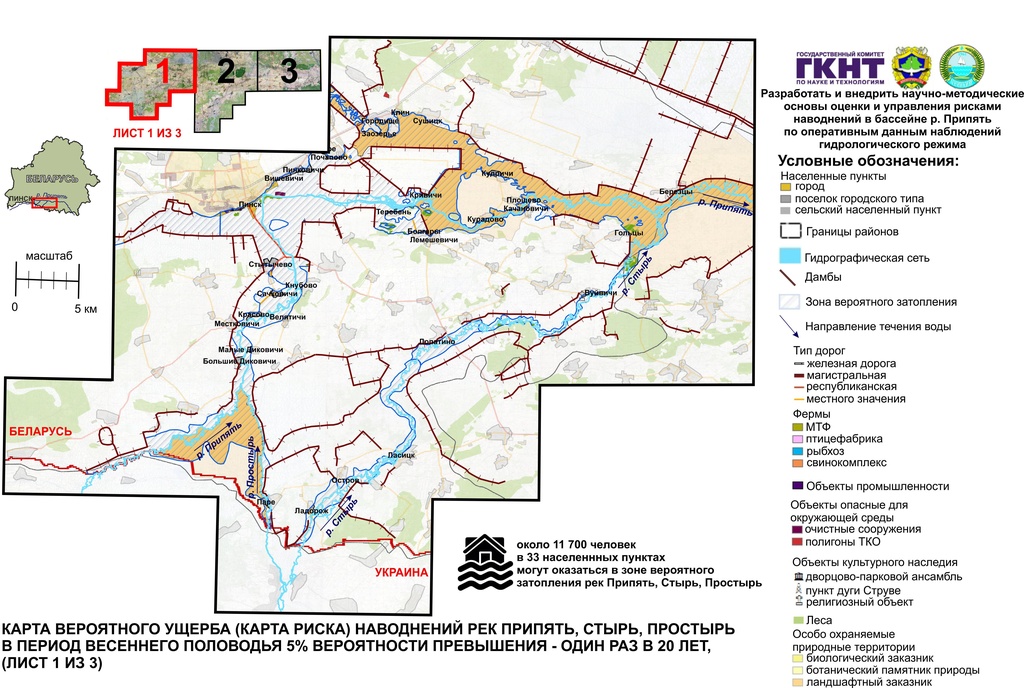 1
2
3
ЛИСТ 1 ИЗ 3
БЕЛАРУСЬ
ПИНСК
масштаб
0
5 км
ГОСУДАРСТВЕННЫЙ КОМИТЕТ
ГКНТ
ПО НАУКЕ И ТЕХНОЛОГИЯМ
Разработать и внедрить научно-методические
основы оценки и управления рисками
наводнений в бассейне р. Припять
по оперативным данным наблюдений
гидрологического режима
Условные обозначения:
Населенные пункты
город
поселок городского типа
сельский населенный пункт
Границы районов
Гидрографическая сеть
Дамбы
Зона вероятного затопления
Направление течения воды
Тип дорог
железная дорога
магистральная
республиканская
местного значения
Фермы
МТФ
птицефабрика
рыбхоз
свинокомплекс
Объекты промышленности
Объекты опасные для
окружающей среды
очистные сооружения
полигоны ТКО
Объекты культурного наследия
дворцово-парковой ансамбль
пункт дуги Струве
религиозный объект
Леса
Особо охраняемые
природные территории
биологический заказник
ботанический памятник природы
ландшафтный заказник
Клин
Городище
Сушицк
Заозерье
Почапово
Пинковичи
Вишевичи
Кудричи
Березцы
Кривичи
Площево
Пинск
Теребень
Качановичи
р. Припять
Курадово
Болгары
Лемешевичи
Гольцы
Стытычево
р. Стырь
Кнубово
Сачковичи
Вуйвичи
Красово
Велятичи
Местковичи
Малые Диковичи
Большие Диковичи
Лопатино
БЕЛАРУСЬ
р. Припять
р. Простырь
Ласицк
Остров
Паре
Ладорож
р. Стырь
УКРАИНА
около 11 700 человек
в 33 населеннных пунктах
могут оказаться в зоне вероятного
затопления рек Припять, Стырь, Простырь
КАРТА ВЕРОЯТНОГО УЩЕРБА (КАРТА РИСКА) НАВОДНЕНИЙ РЕК ПРИПЯТЬ, СТЫРЬ, ПРОСТЫРЬ
В ПЕРИОД ВЕСЕННЕГО ПОЛОВОДЬЯ 5% ВЕРОЯТНОСТИ ПРЕВЫШЕНИЯ - ОДИН РАЗ В 20 ЛЕТ,
(ЛИСТ 1 ИЗ 3)